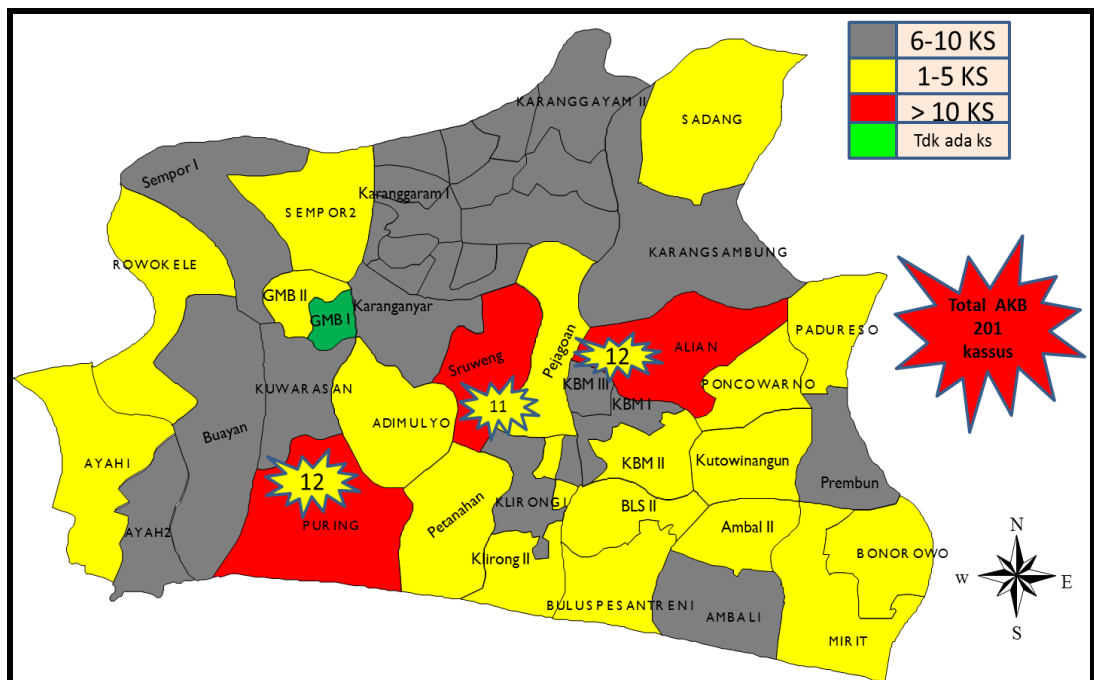 6-10 KS
1-5 KS
> 10 KS
Tdk ada ks
KARANGGAYAM II
SADANG
Sempor I
Karanggaram I
SEMPOR2
KARANGSAMBUNG
ROWOKELE
GMB II
GMB I
Karanganyar
PADURESO
Total AKB
201
kassus
Pejagoan
Sruweng
12
ALIAN
KUWARASAN
KBM III
PONCOWARNO
KBM I
11
ADIMULYO
Buayan
AYAH1
KBM II
Kutowinangun
12
Prembun
PURING
Petanahan
KLIRONG I
BLS II
Ambal II
AYAH2
Klirong II
BONOROWO
BULUSPESANTREN I
AMBAL I
MIRIT
N
W
E
S